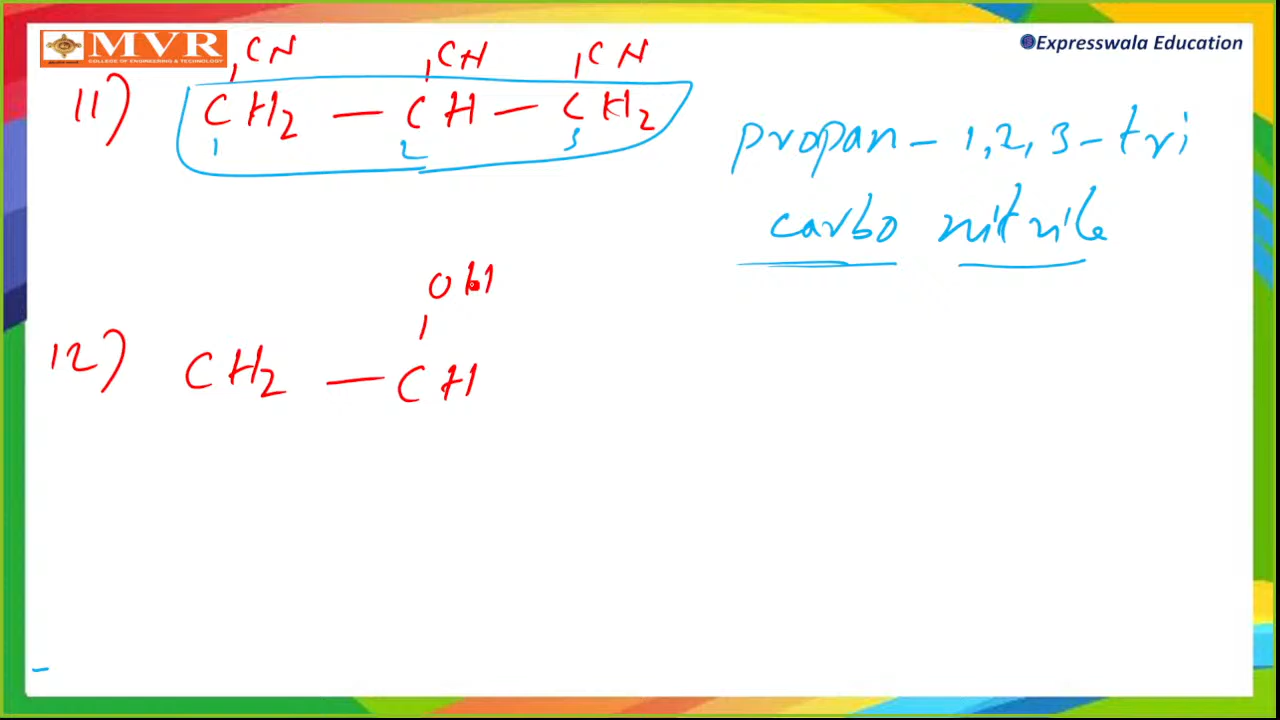 MVR
COLLEGE OF ENGINEERING & TECHNOLOGY
Expresswala Education
CN CN CN
11) CH2 — CH — CH2
1 2 3
propan - 1,2,3 - tri
carbo nitrile
OH
12) CH2 — CH